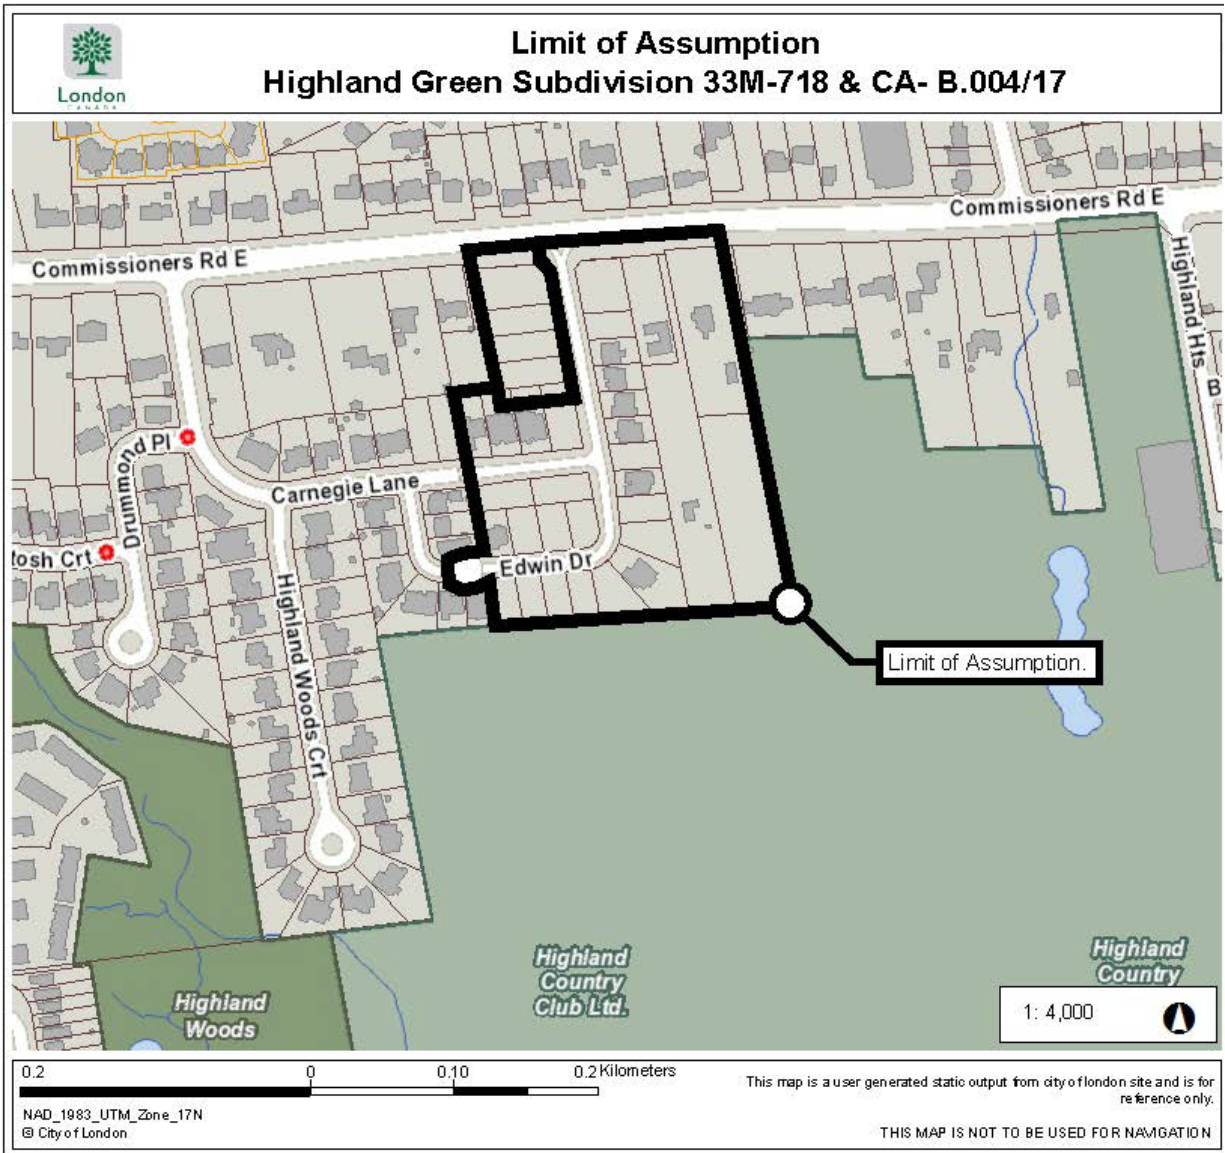 Limit of Assumption
Highland Green Subdivision 33M-718 & CA- B.004/17
London
CANADA
Commissioners Rd E
Commissioners Rd E
Highland Hts
B
Drummond Pl
Carnegie Lane
tosh Crt
Edwin Dr
Highland Woods Crt
Limit of Assumption.
Highland
Country
Club Ltd.
Highland
Country
Highland
Woods
1: 4,000
0.2
0
0.10
0.2 Kilometers
NAD_1983_UTM_Zone_17N
© City of London
This map is a user generated static output from city of london site and is for
reference only.
THIS MAP IS NOT TO BE USED FOR NAVIGATION